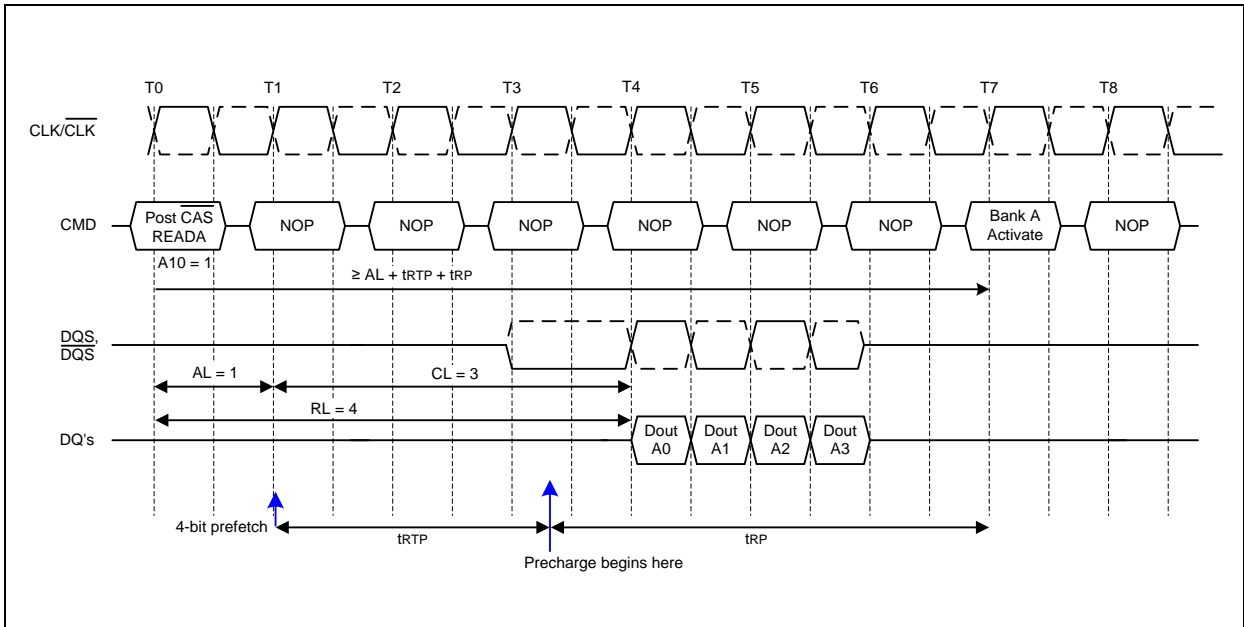 T0 T1 T2 T3 T4 T5 T6 T7 T8
CLK/CLK
CMD
Post CAS
READA
NOP NOP NOP NOP NOP NOP
Bank A
Activate
NOP
A10 = 1
≥ AL + tRTP + tRP
DQS,
DQS
AL = 1
CL = 3
RL = 4
DQ's
Dout
A0
Dout
A1
Dout
A2
Dout
A3
4-bit prefetch
tRTP
tRP
Precharge begins here